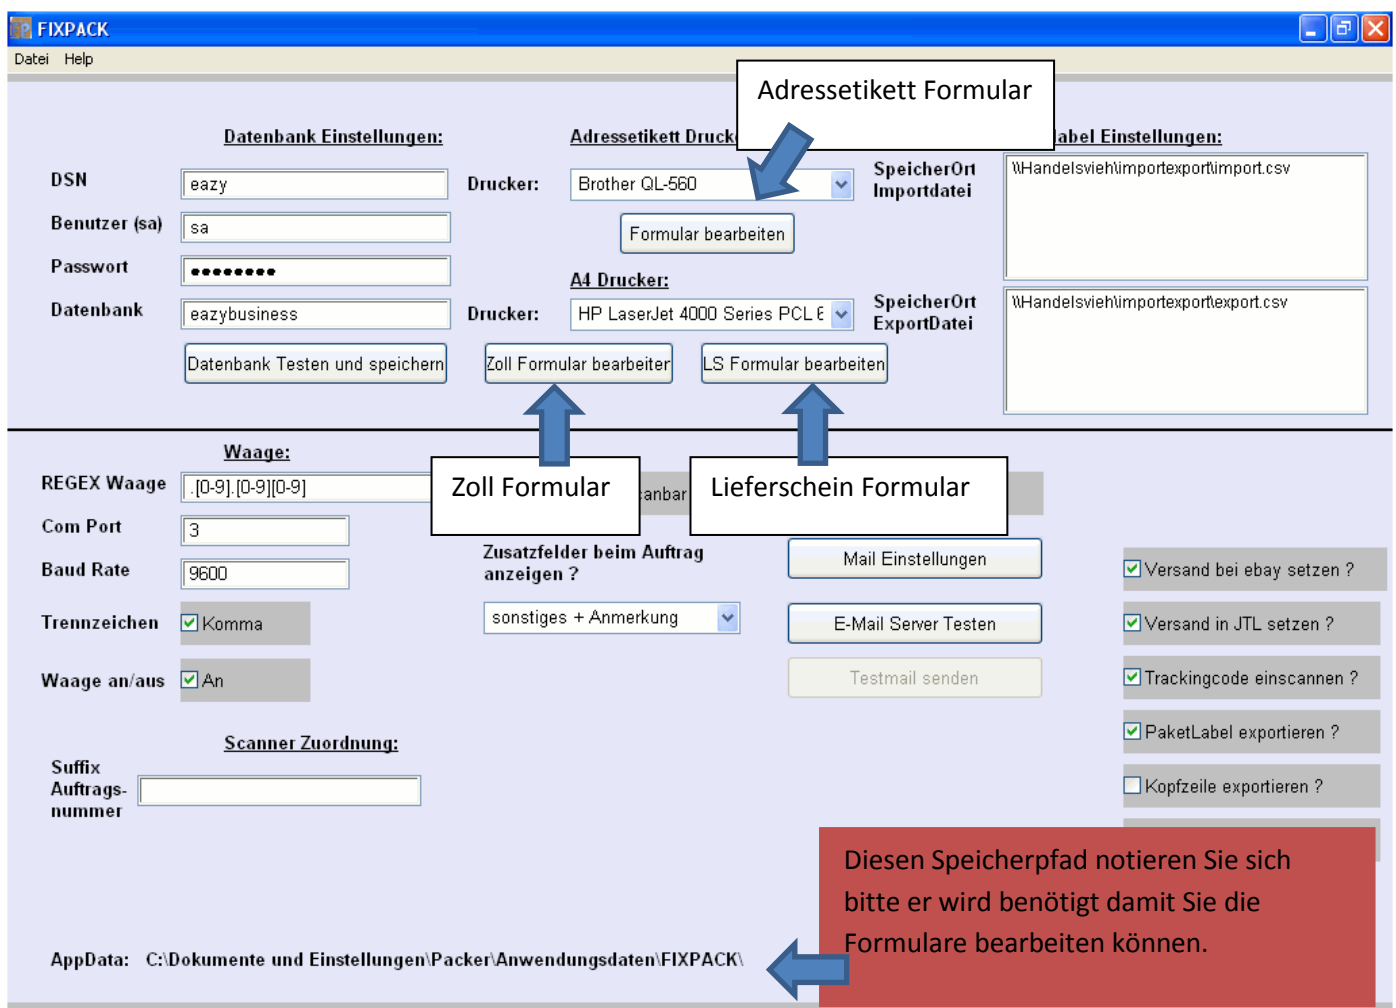 FIXPACK
Datei Help
Adressetikett Formular
Datenbank Einstellungen:
Adressetikett Drucke
abel Einstellungen:
DSN
eazy
Drucker:
Brother QL-560
SpeicherOrt
Importdatei
\\Handelsvieh\importexport\import.csv
Benutzer (sa)
sa
Formular bearbeiten
Passwort
A4 Drucker:
Datenbank
eazybusiness
Drucker:
HP LaserJet 4000 Series PCL 6
SpeicherOrt
ExportDatei
\\Handelsvieh\importexport\export.csv
Datenbank Testen und speichern
Zoll Formular bearbeiter
LS Formular bearbeiten
Waage:
REGEX Waage
.[0-9].[0-9][0-9]
Zoll Formular
canbar
Lieferschein Formular
Com Port
3
Baud Rate
9600
Zusatzfelder beim Auftrag
anzeigen ?
Mail Einstellungen
Versand bei ebay setzen ?
Trennzeichen
Komma
sonstiges + Anmerkung
E-Mail Server Testen
Versand in JTL setzen ?
Waage an/aus
An
Testmail senden
Trackingcode einscannen ?
Scanner Zuordnung:
PaketLabel exportieren ?
Suffix
Auftrags-
nummer
Kopfzeile exportieren ?
Diesen Speicherpfad notieren Sie sich
bitte er wird benötigt damit Sie die
Formulare bearbeiten können.
AppData: C:\Dokumente und Einstellungen\Packer\Anwendungsdaten\FIXPACK\